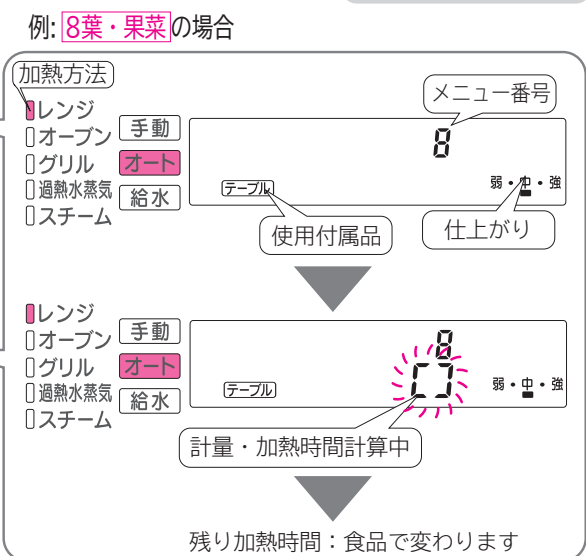 例: 8葉・果菜の場合
加熱方法
メニュー番号
レンジ
オーブン
グリル
過熱水蒸気
スチーム
手動
オート
給水
8
テーブル
弱・中・強
使用付属品
仕上がり
レンジ
オーブン
グリル
過熱水蒸気
スチーム
手動
オート
給水
8
テーブル
弱・中・強
計量・加熱時間計算中
残り加熱時間：食品で変わります